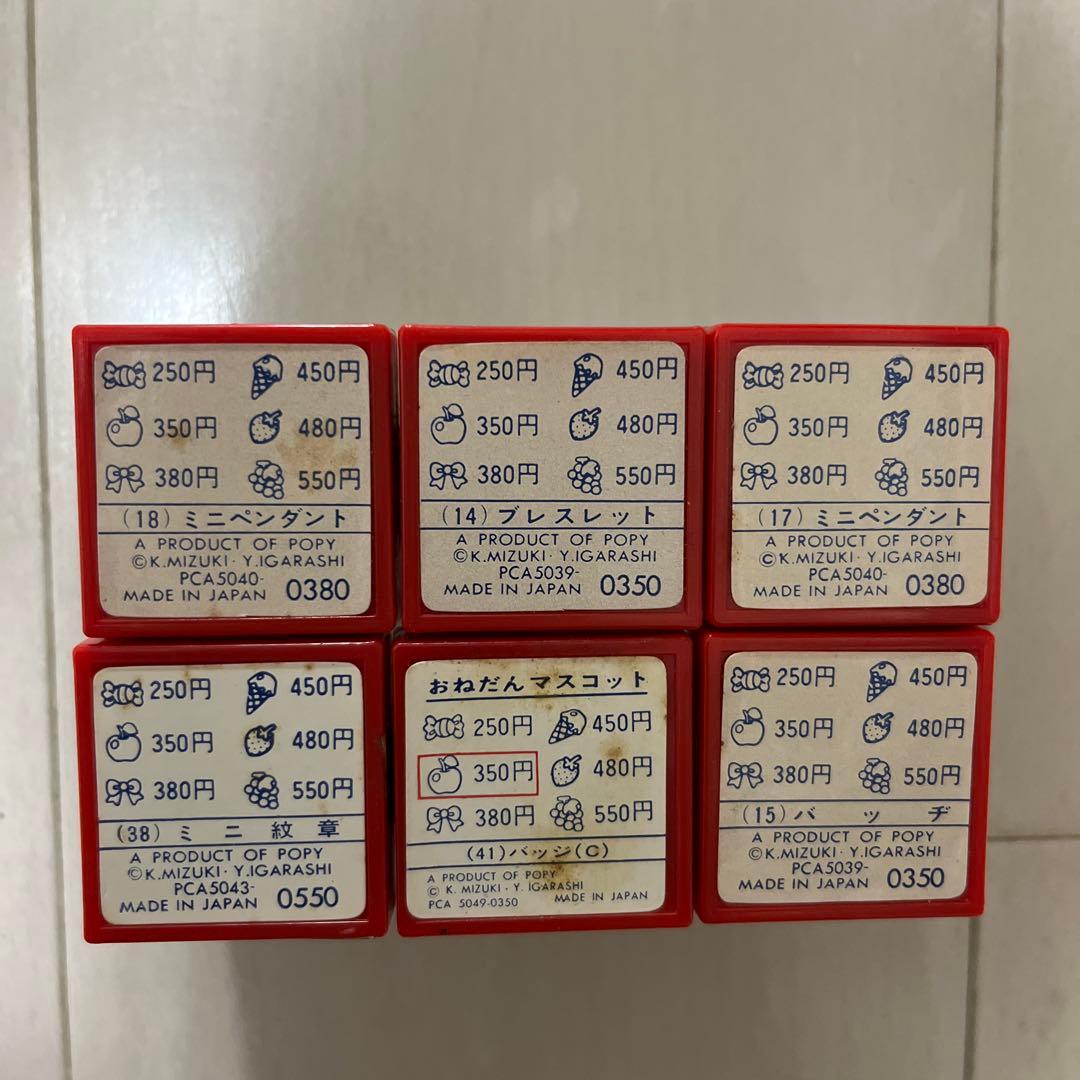 250円 450円
350円 480円
380円 550円
(18) ミニペンダント
A PRODUCT OF POPY
©K.MIZUKI・Y.IGARASHI
PCA5040-
MADE IN JAPAN 0380
250円 450円
350円 480円
380円 550円
(14) ブレスレット
A PRODUCT OF POPY
©K.MIZUKI・Y.IGARASHI
PCA5039-
MADE IN JAPAN 0350
250円 450円
350円 480円
380円 550円
(17) ミニペンダント
A PRODUCT OF POPY
©K.MIZUKI・Y.IGARASHI
PCA5040-
MADE IN JAPAN 0380
250円 450円
350円 480円
380円 550円
(38) ミニ紋章
A PRODUCT OF POPY
©K.MIZUKI・Y.IGARASHI
PCA5043-
MADE IN JAPAN 0550
おねだんマスコット
250円 450円
350円 480円
380円 550円
(41) バッジ(C)
A PRODUCT OF POPY
© K. MIZUKI・Y. IGARASHI
PCA 5049-0350 MADE IN JAPAN
250円 450円
350円 480円
380円 550円
(15) バッヂ
A PRODUCT OF POPY
©K.MIZUKI・Y.IGARASHI
PCA5039-
MADE IN JAPAN 0350